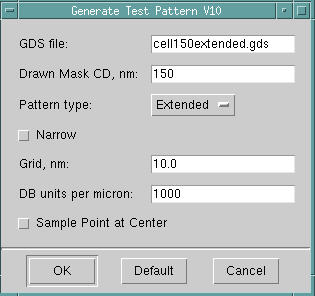 Generate Test Pattern V10
GDS file: cell150extended.gds
Drawn Mask CD, nm: 150
Pattern type: Extended
Narrow
Grid, nm: 10.0
DB units per micron: 1000
Sample Point at Center
OK Default Cancel